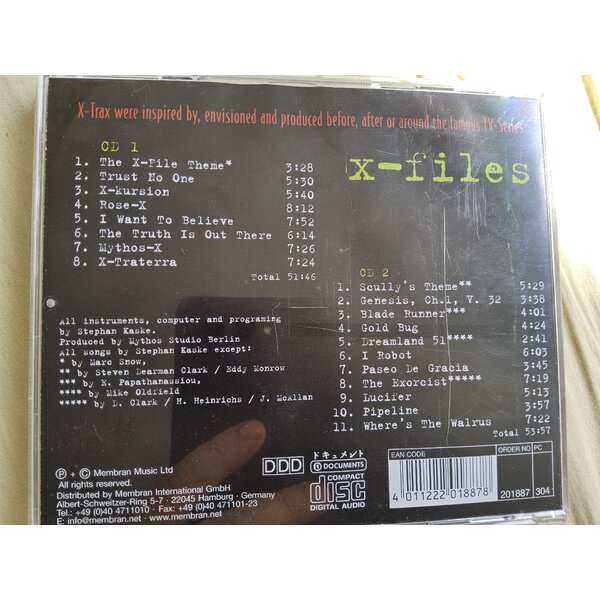 X-Trax were inspired by, envisioned and produced before, after or around the famous TV-Series
x-files
CD 1
1. The X-File Theme* 3:28
2. Trust No One 5:30
3. X-kursion 5:40
4. Rose-X 8:12
5. I Want To Believe 7:52
6. The Truth Is Out There 6:14
7. Mythos-X 7:26
8. X-Traterra 7:24
Total 51:46
CD 2
1. Scully's Theme** 5:29
2. Genesis, Ch.1, V. 32 3:38
3. Blade Runner*** 4:01
4. Gold Bug 4:24
5. Dreamland 51**** 2:41
6. I Robot 6:03
7. Paseo De Gracia 3:45
8. The Exorcist***** 7:19
9. Lucifer 5:13
10. Pipeline 3:57
11. Where's The Walrus 7:22
Total 53:57
All instruments, computer and programing
by Stephan Kaske.
Produced by Mythos Studio Berlin
All songs by Stephan Kaske except:
* by Marc Snow,
** by Steven Dearman Clark / Eddy Monrow
*** by E. Papathanassiou,
**** by Mike Oldfield
***** by D. Clark / H. Heinrichs / J. McAllan
P + C Membran Music Ltd
All rights reserved.
Distributed by Membran International GmbH
Albert-Schweitzer-Ring 5-7 · 22045 Hamburg · Germany
Tel.: +49 (0)40 4711010 · Fax: +49 (0)40 471101-23
E: info@membran.net · www.membran.net
DDD
ドキュメント
DOCUMENTS
COMPACT
disc
DIGITAL AUDIO
EAN CODE
4 011222 018878
ORDER NO PC
201887 304